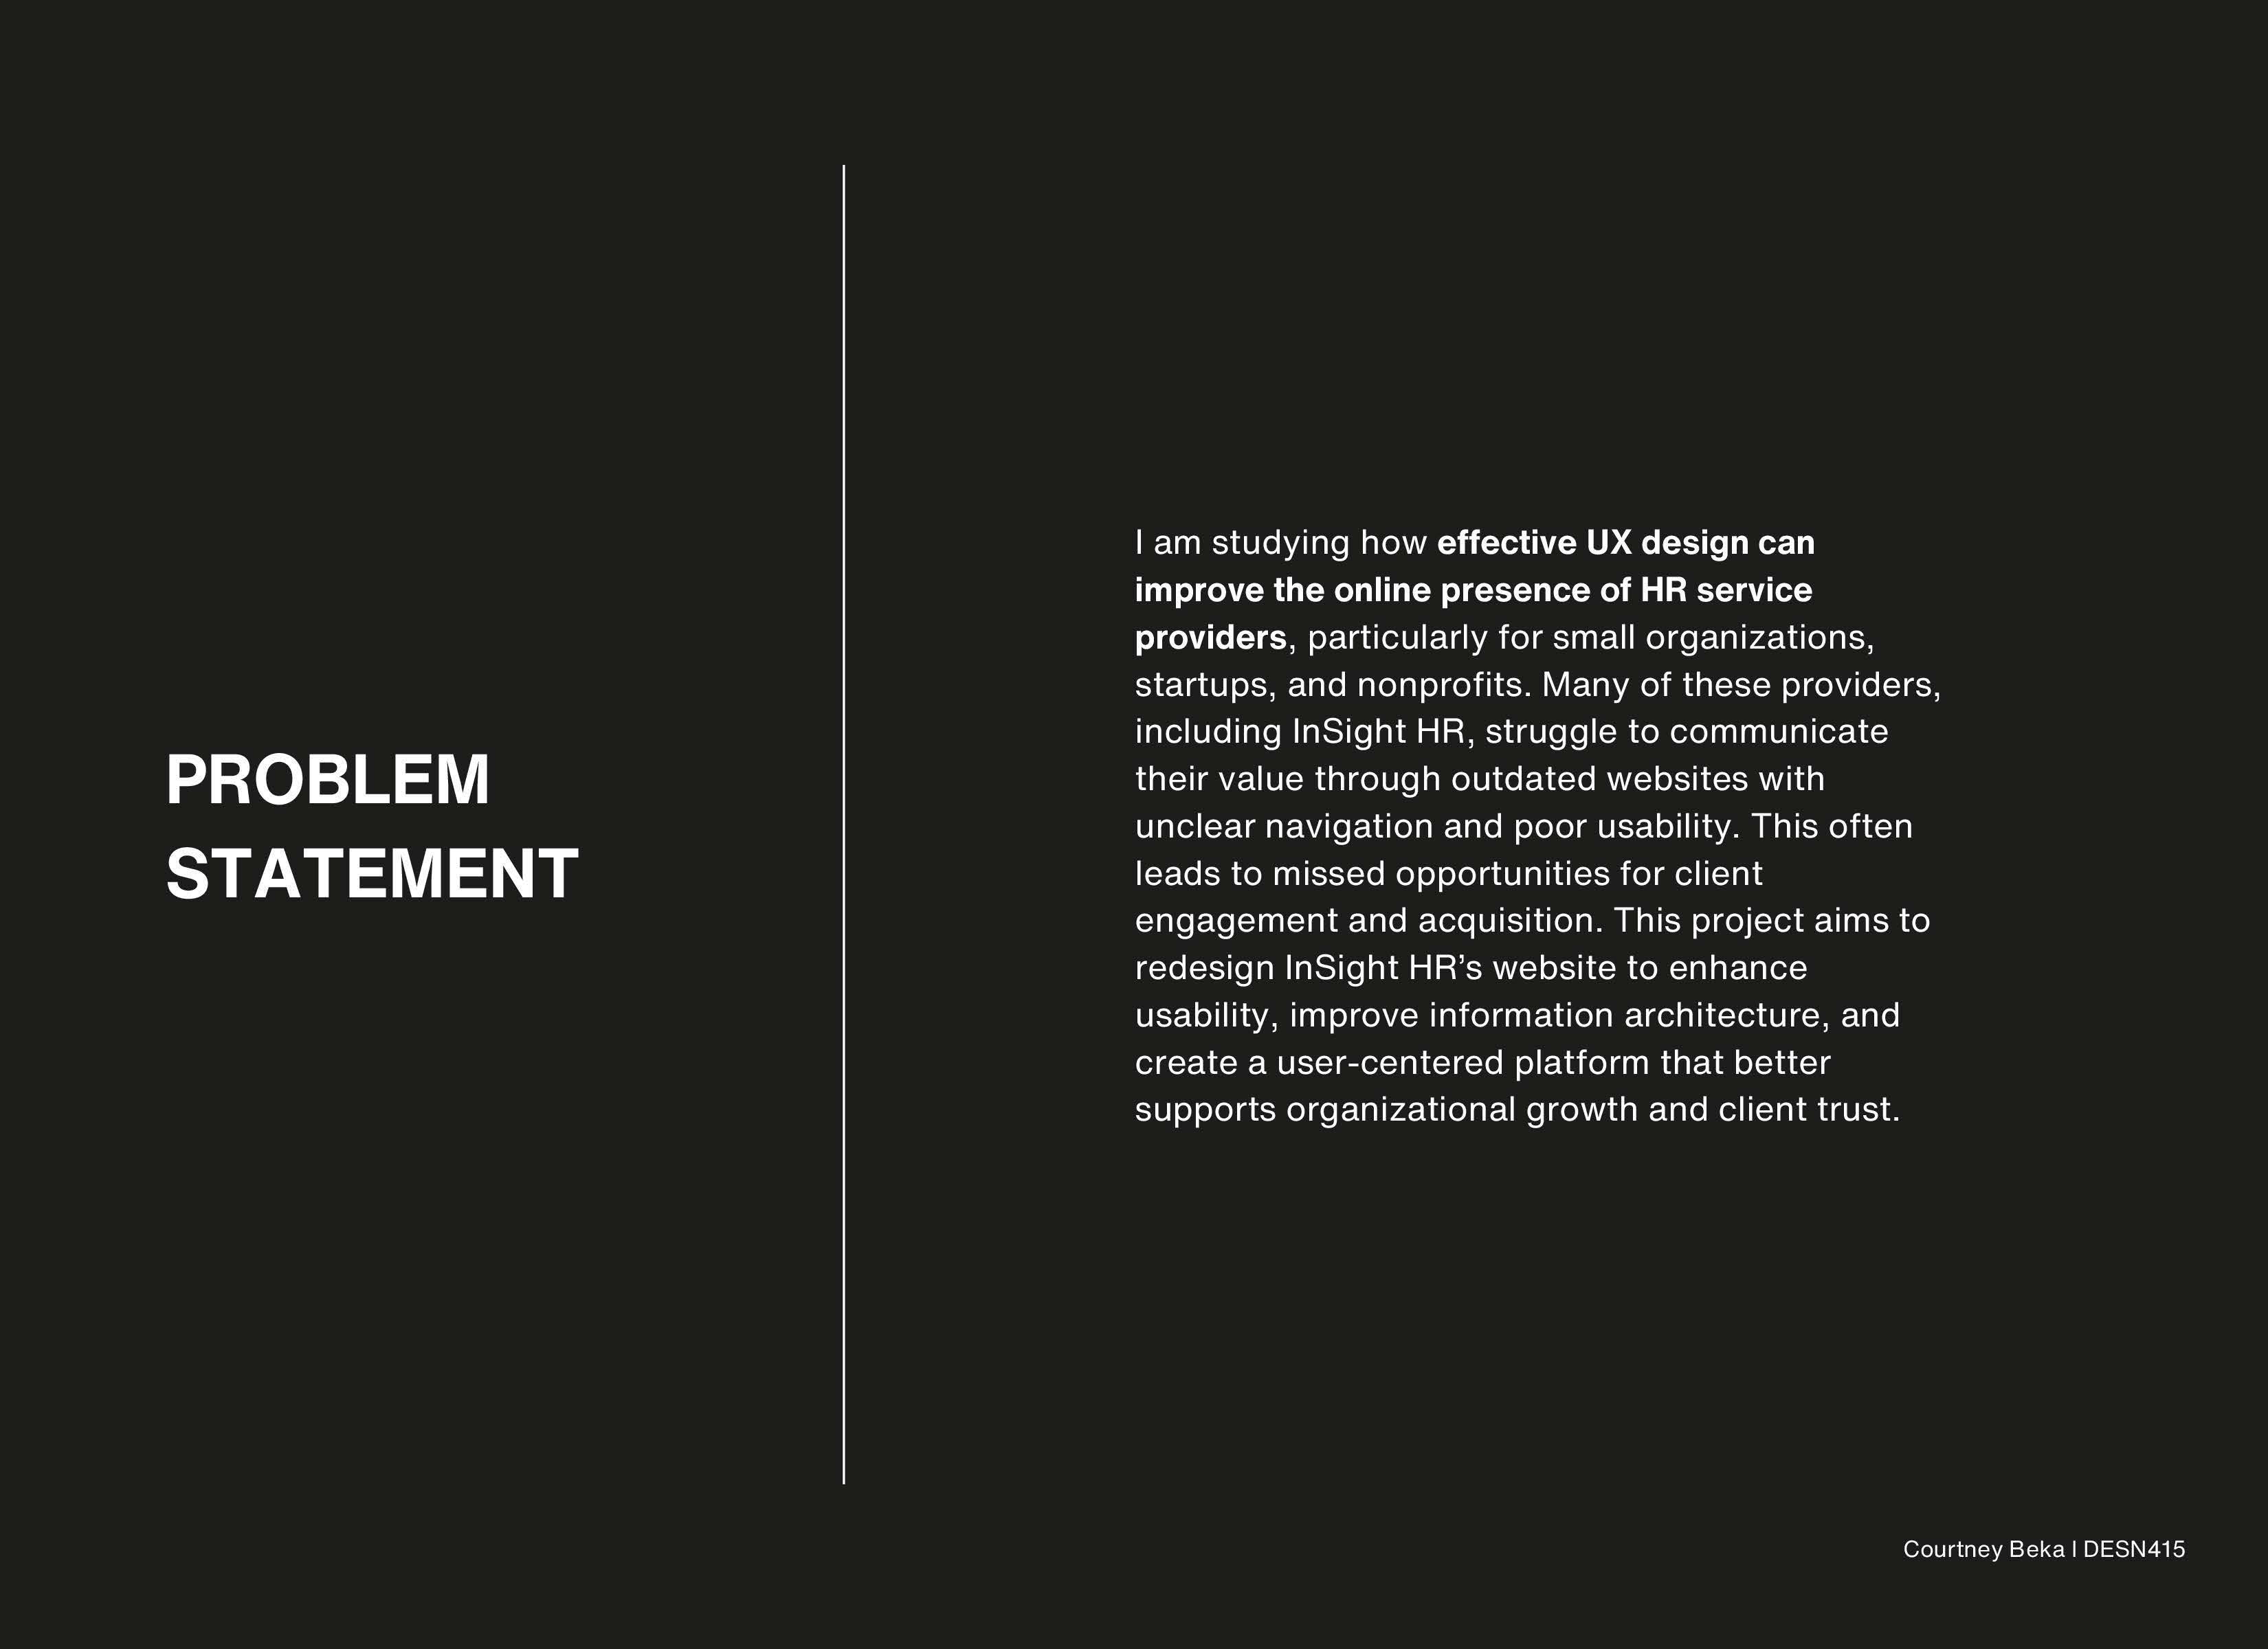 PROBLEM
STATEMENT
I am studying how effective UX design can
improve the online presence of HR service
providers, particularly for small organizations,
startups, and nonprofits. Many of these providers,
including InSight HR, struggle to communicate
their value through outdated websites with
unclear navigation and poor usability. This often
leads to missed opportunities for client
engagement and acquisition. This project aims to
redesign InSight HR’s website to enhance
usability, improve information architecture, and
create a user-centered platform that better
supports organizational growth and client trust.
Courtney Beka | DESN415